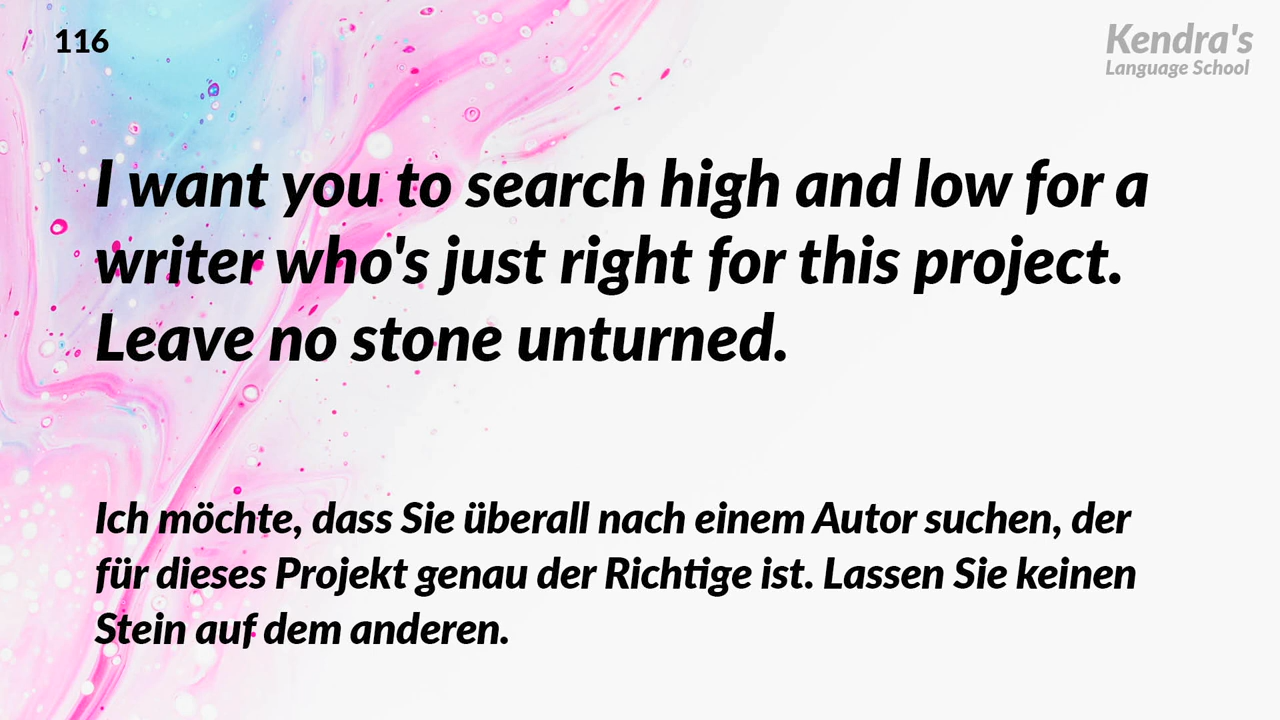 116
Kendra's
Language School
I want you to search high and low for a
writer who's just right for this project.
Leave no stone unturned.
Ich möchte, dass Sie überall nach einem Autor suchen, der
für dieses Projekt genau der Richtige ist. Lassen Sie keinen
Stein auf dem anderen.